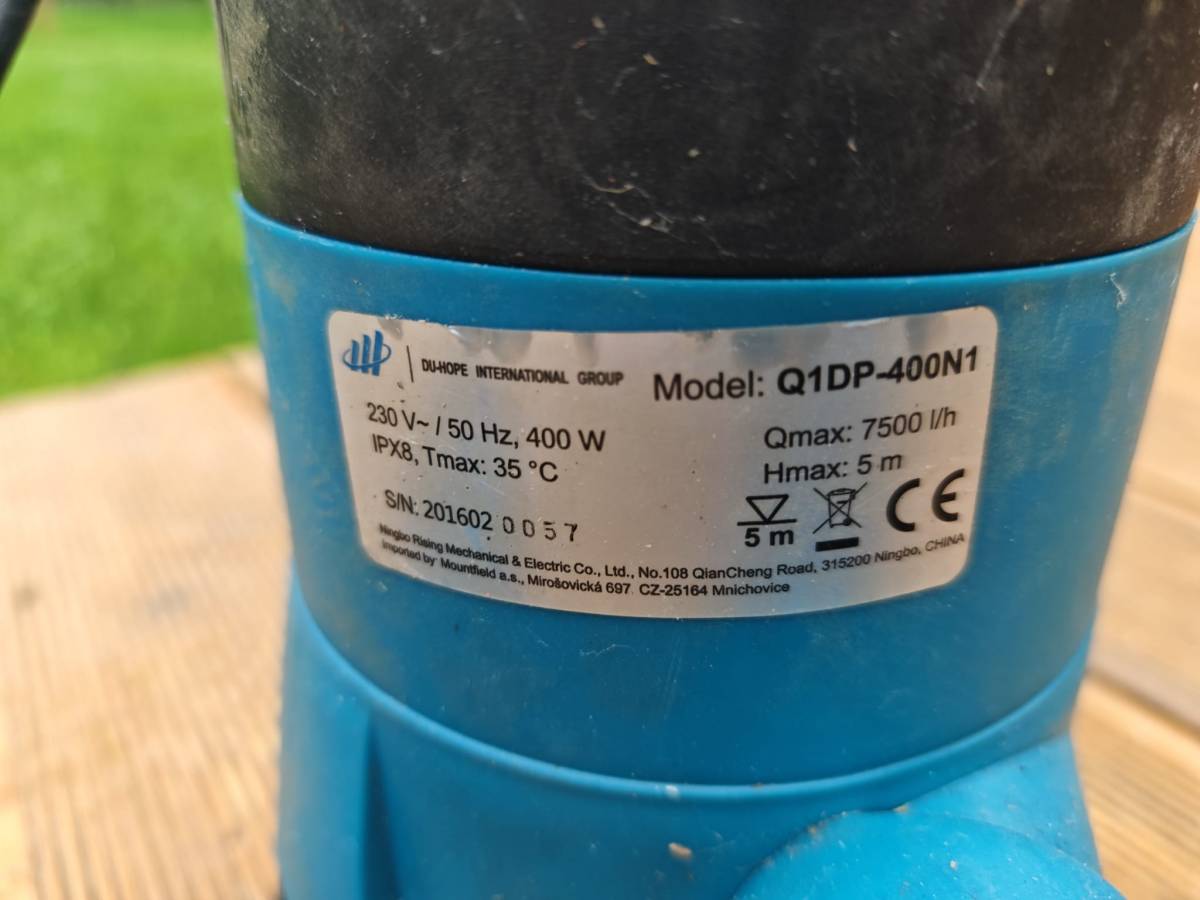 DU-HOPE INTERNATIONAL GROUP
Model: Q1DP-400N1
230 V~ / 50 Hz, 400 W
IPX8, Tmax: 35 °C
Qmax: 7500 l/h
Hmax: 5 m
S/N: 201602 0057
5 m
CE
Ningbo Rising Mechanical & Electric Co., Ltd., No.108 QianCheng Road, 315200 Ningbo, CHINA
Imported by Mountfield a.s., Mirošovická 697, CZ-25164 Mnichovice